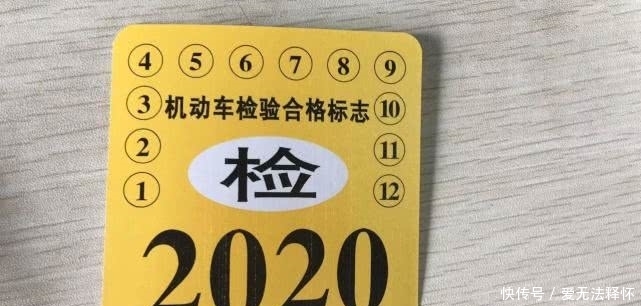 ④ ⑤ ⑥ ⑦ ⑧ ⑨
③ 机动车检验合格标志 ⑩
② ⑪
检
① ⑫
2020
快传号/爱无法释怀